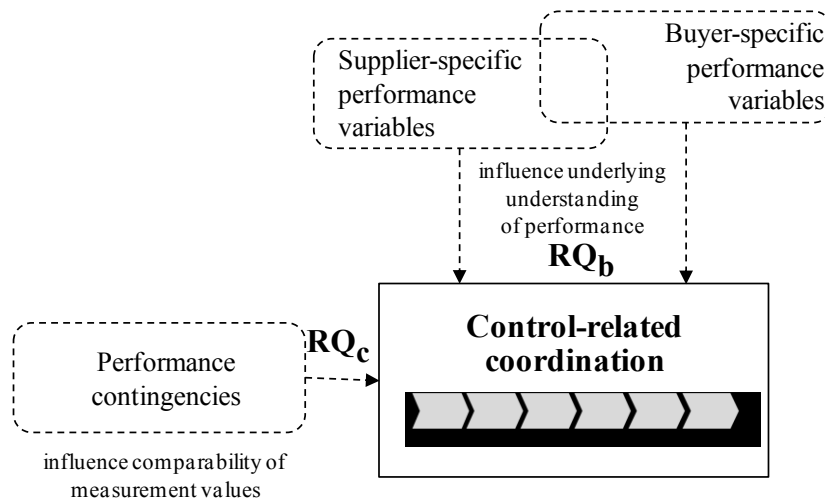 Supplier-specific
performance
variables
Buyer-specific
performance
variables
influence underlying
understanding
of performance
RQb
Control-related
coordination
RQc
Performance
contingencies
influence comparability of
measurement values